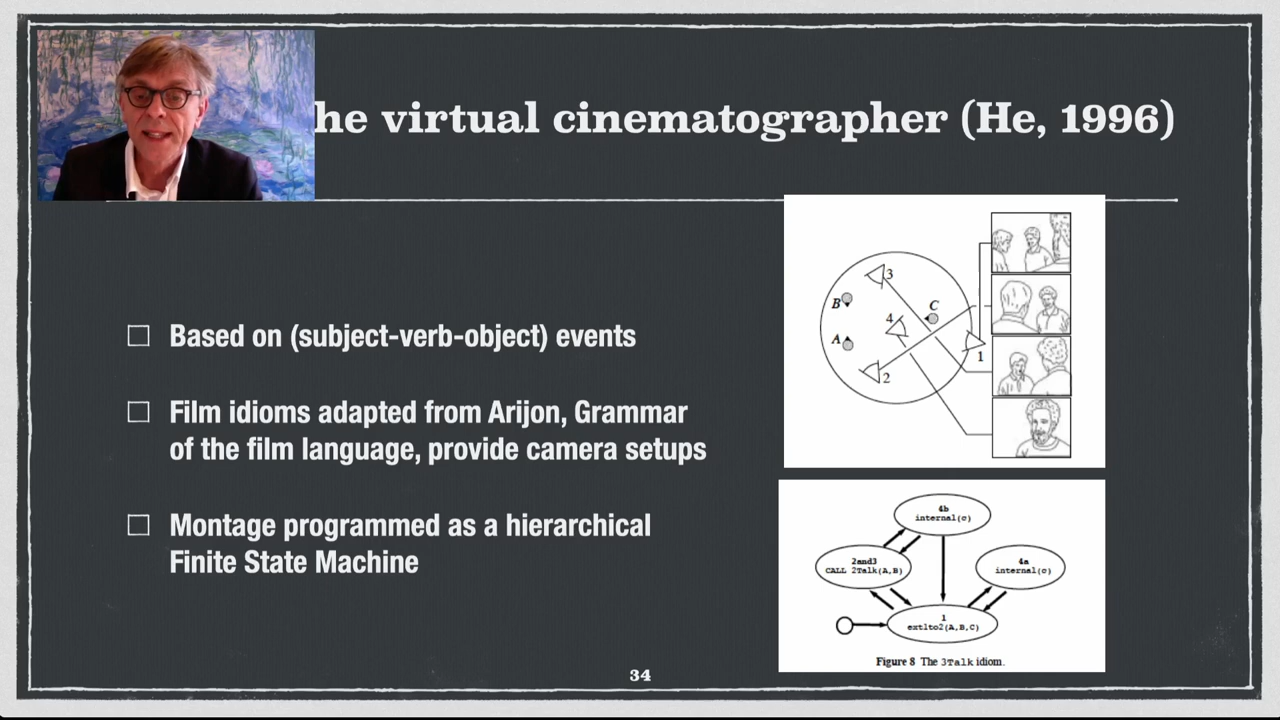 he virtual cinematographer (He, 1996)
Based on (subject-verb-object) events
Film idioms adapted from Arijon, Grammar
of the film language, provide camera setups
Montage programmed as a hierarchical
Finite State Machine
3
B
C
4
A
1
2
4b
internal(c)
2and3
CALL 2Talk(A,B)
4a
internal(c)
1
ext1to2(A,B,C)
Figure 8 The 3Talk idiom.
34